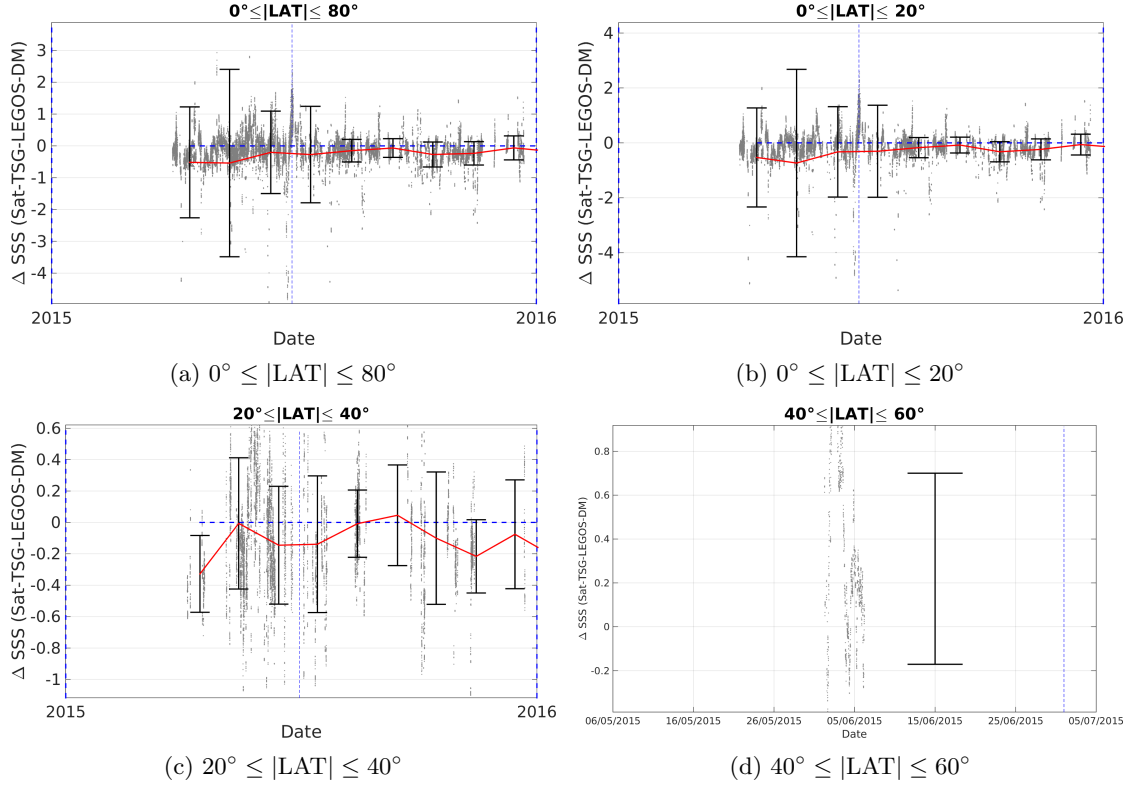 0°≤|LAT|≤ 80°
Δ SSS (Sat-TSG-LEGOS-DM)
3
2
1
0
-1
-2
-3
-4
2015
2016
Date
(a) 0° ≤ |LAT| ≤ 80°
0°≤|LAT|≤ 20°
Δ SSS (Sat-TSG-LEGOS-DM)
4
2
0
-2
-4
2015
2016
Date
(b) 0° ≤ |LAT| ≤ 20°
20°≤|LAT|≤ 40°
Δ SSS (Sat-TSG-LEGOS-DM)
0.6
0.4
0.2
0
-0.2
-0.4
-0.6
-0.8
-1
2015
2016
Date
(c) 20° ≤ |LAT| ≤ 40°
40°≤|LAT|≤ 60°
Δ SSS (Sat-TSG-LEGOS-DM)
0.8
0.6
0.4
0.2
0
-0.2
06/05/2015
16/05/2015
26/05/2015
05/06/2015
15/06/2015
25/06/2015
05/07/2015
Date
(d) 40° ≤ |LAT| ≤ 60°